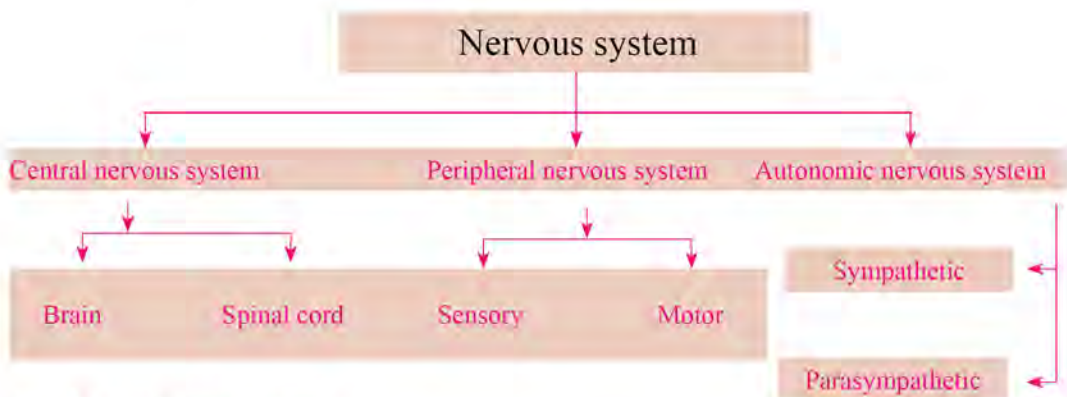 Nervous system
Central nervous system
Peripheral nervous system
Autonomic nervous system
Brain
Spinal cord
Sensory
Motor
Sympathetic
Parasympathetic